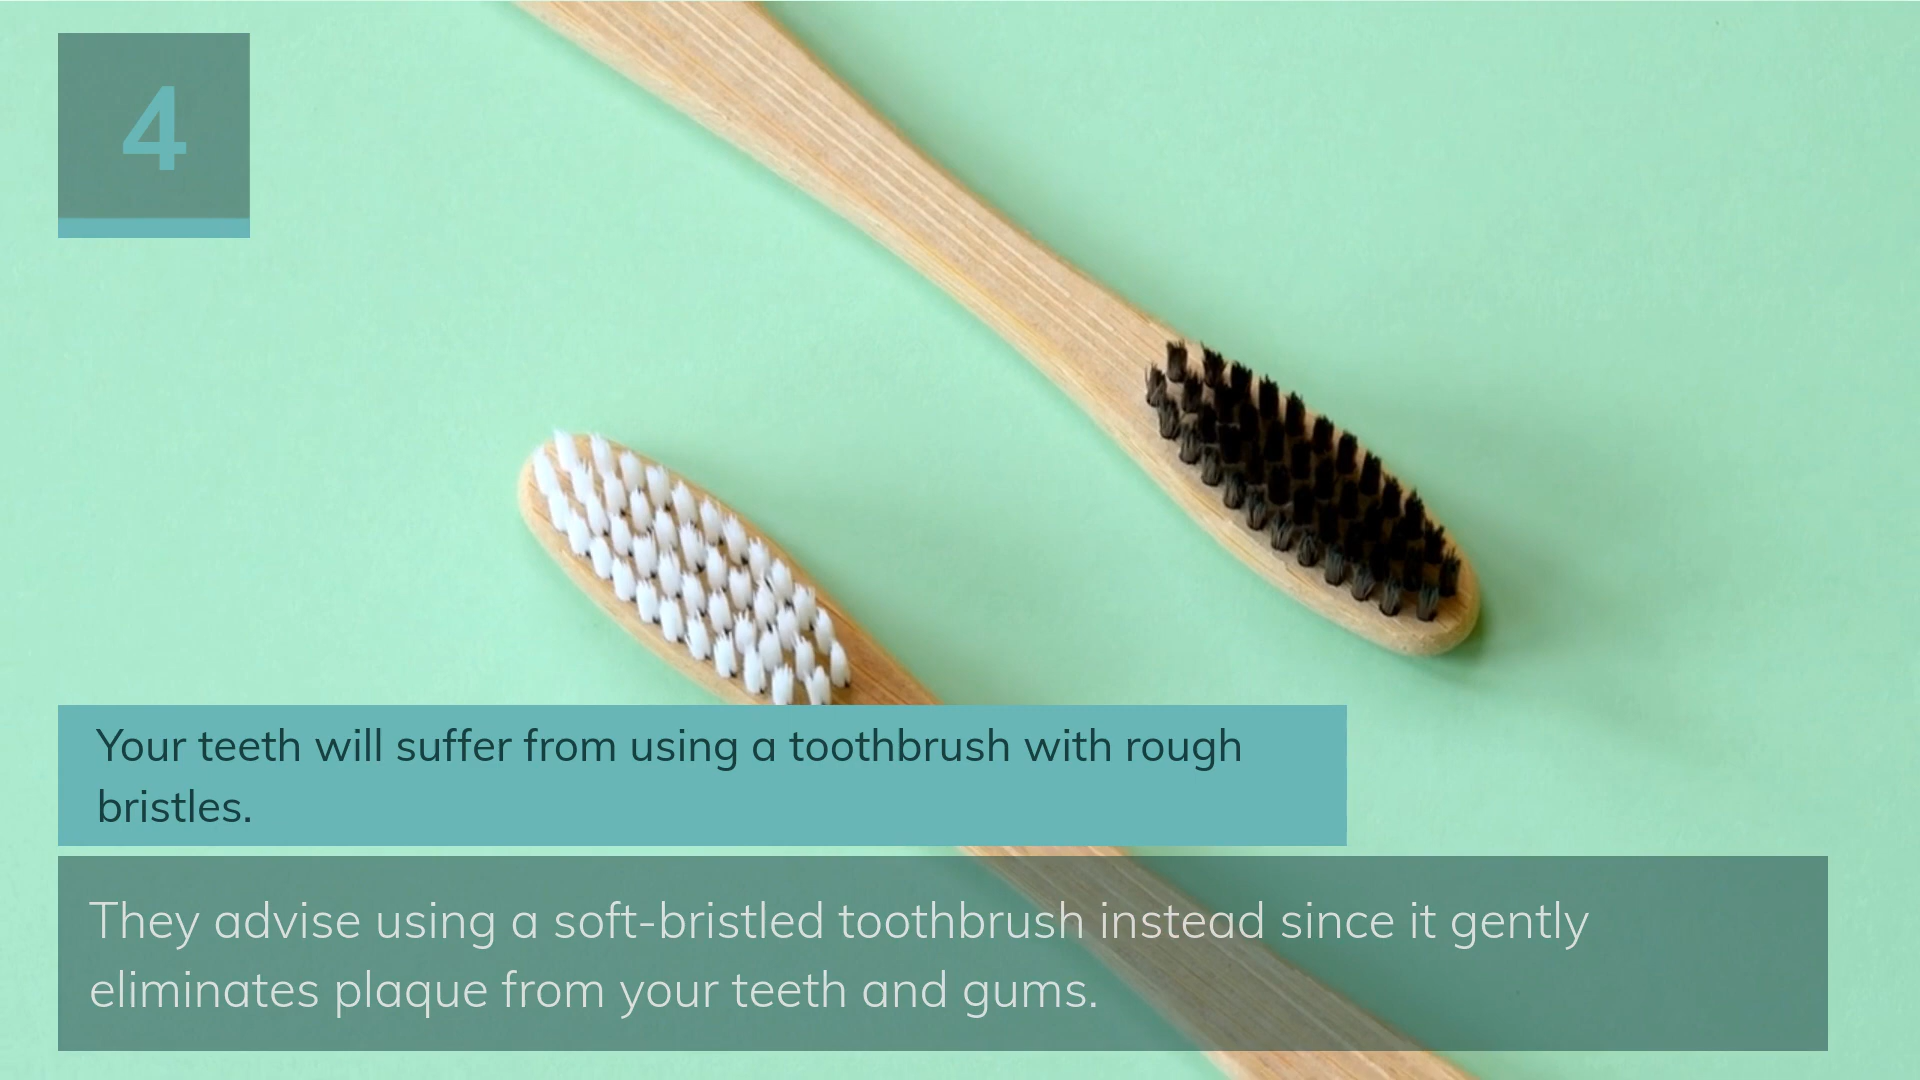 4
Your teeth will suffer from using a toothbrush with rough
bristles.
They advise using a soft-bristled toothbrush instead since it gently
eliminates plaque from your teeth and gums.